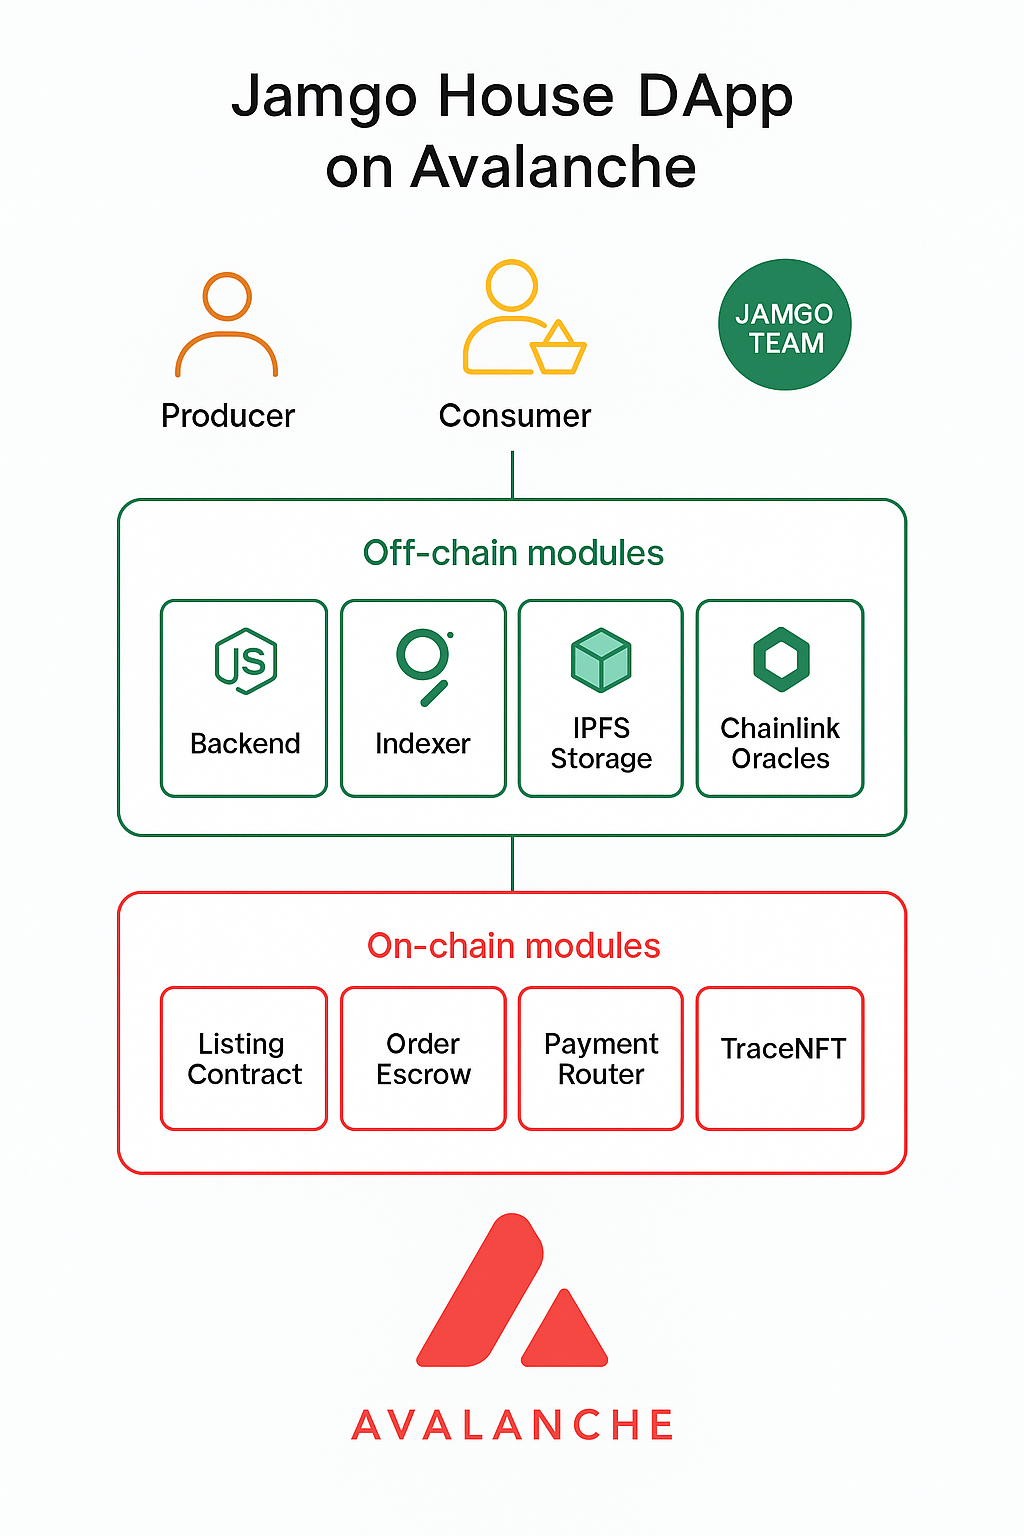 Jamgo House DApp
on Avalanche
JAMGO
TEAM
Producer
Consumer
Off-chain modules
JS
Backend
Indexer
IPFS
Storage
Chainlink
Oracles
On-chain modules
Listing
Contract
Order
Escrow
Payment
Router
TraceNFT
AVALANCHE